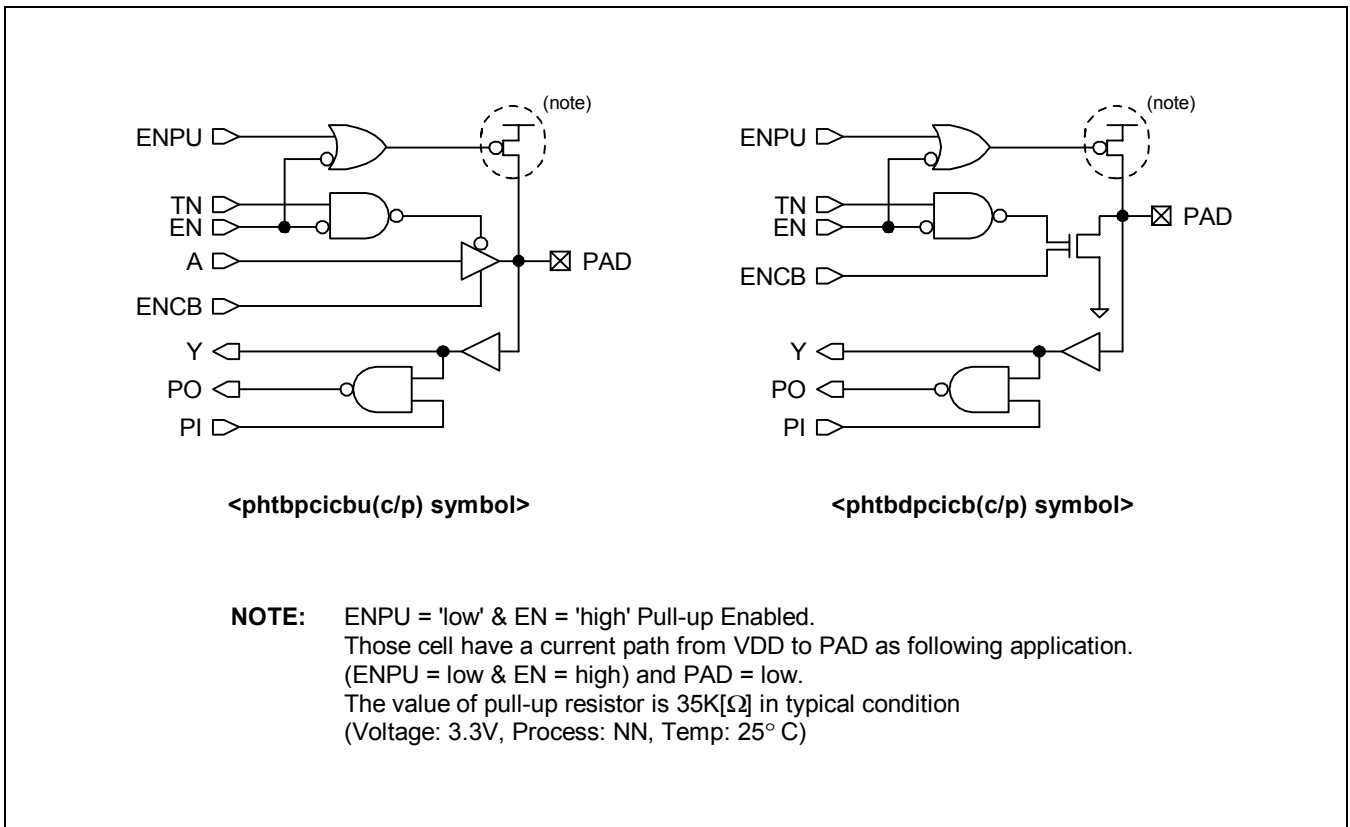 (note)
ENPU
TN
EN
A
PAD
ENCB
Y
PO
PI
<phtbpcicbu(c/p) symbol>
(note)
ENPU
TN
EN
PAD
ENCB
Y
PO
PI
<phtbdpcicb(c/p) symbol>
NOTE: ENPU = 'low' & EN = 'high' Pull-up Enabled.
Those cell have a current path from VDD to PAD as following application.
(ENPU = low & EN = high) and PAD = low.
The value of pull-up resistor is 35K[Ω] in typical condition
(Voltage: 3.3V, Process: NN, Temp: 25° C)